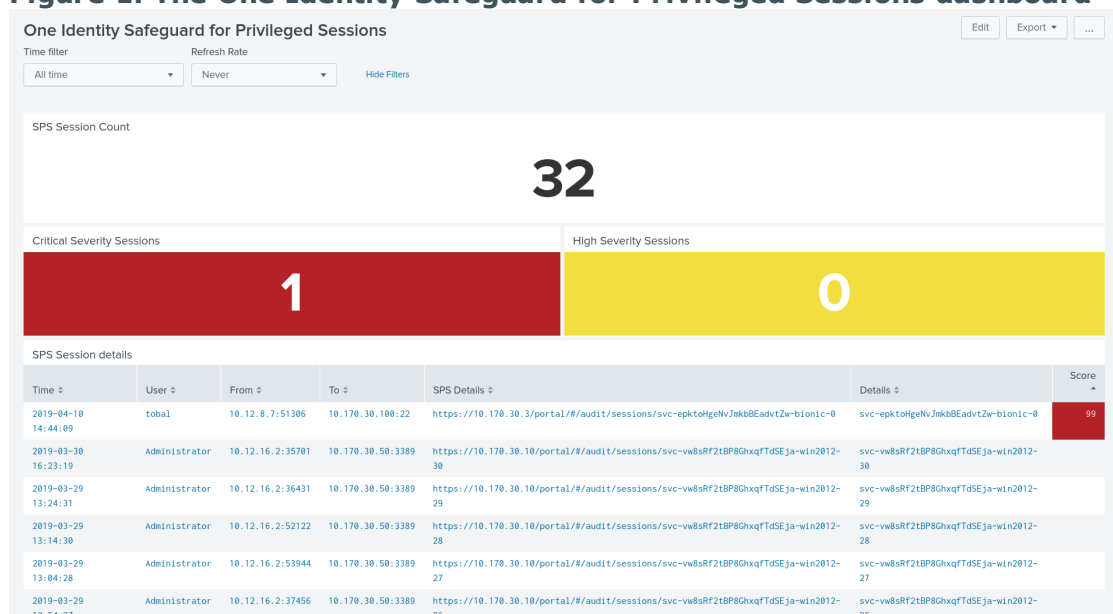 Figure 1: The One Identity Safeguard for Privileged Sessions dashboard
One Identity Safeguard for Privileged Sessions
Edit Export ...
Time filter Refresh Rate
All time Never Hide Filters
SPS Session Count
32
Critical Severity Sessions High Severity Sessions
1 0
SPS Session details
Score
Time User From To SPS Details Details
2019-04-10 tobal 10.12.8.7:51306 10.170.30.100:22 https://10.170.30.3/portal/#/audit/sessions/svc-epktoHgeNvJmkbBEadvtZw-bionic-0 svc-epktoHgeNvJmkbBEadvtZw-bionic-0 99
14:44:09
2019-03-30 Administrator 10.12.16.2:35701 10.170.30.50:3389 https://10.170.30.10/portal/#/audit/sessions/svc-vw8sRf2tBP8GhxqfTdSEja-win2012- svc-vw8sRf2tBP8GhxqfTdSEja-win2012-
16:23:19 30 30
2019-03-29 Administrator 10.12.16.2:36431 10.170.30.50:3389 https://10.170.30.10/portal/#/audit/sessions/svc-vw8sRf2tBP8GhxqfTdSEja-win2012- svc-vw8sRf2tBP8GhxqfTdSEja-win2012-
13:24:31 29 29
2019-03-29 Administrator 10.12.16.2:52122 10.170.30.50:3389 https://10.170.30.10/portal/#/audit/sessions/svc-vw8sRf2tBP8GhxqfTdSEja-win2012- svc-vw8sRf2tBP8GhxqfTdSEja-win2012-
13:14:30 28 28
2019-03-29 Administrator 10.12.16.2:53944 10.170.30.50:3389 https://10.170.30.10/portal/#/audit/sessions/svc-vw8sRf2tBP8GhxqfTdSEja-win2012- svc-vw8sRf2tBP8GhxqfTdSEja-win2012-
13:04:28 27 27
2019-03-29 Administrator 10.12.16.2:37456 10.170.30.50:3389 https://10.170.30.10/portal/#/audit/sessions/svc-vw8sRf2tBP8GhxqfTdSEja-win2012- svc-vw8sRf2tBP8GhxqfTdSEja-win2012-